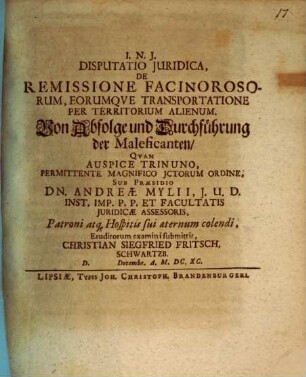 17
I. N. J.
DISPUTATIO JURIDICA,
DE
REMISSIONE FACINOROSO-
RUM, EORUMQVE TRANSPORTATIONE
PER TERRITORIUM ALIENUM.
Von Abfolge und Durchführung
der Maleficanten/
QVAM
AUSPICE TRINUNO,
PERMITTENTE MAGNIFICO JCTORUM ORDINE,
SUB PRÆSIDIO
DN. ANDREÆ MYLII, J. U. D.
INST. IMP. P. P. ET FACULTATIS
JURIDICÆ ASSESSORIS,
Patroni atq, Hospitis sui æternum colendi,
Eruditorum examini submittit,
CHRISTIAN SIEGFRIED FRITSCH,
SCHWARTZB.
D. Decembr. A. M. DC. XC.
LIPSIÆ, Typis JOH. CHRISTOPH. BRANDENBURGERI.